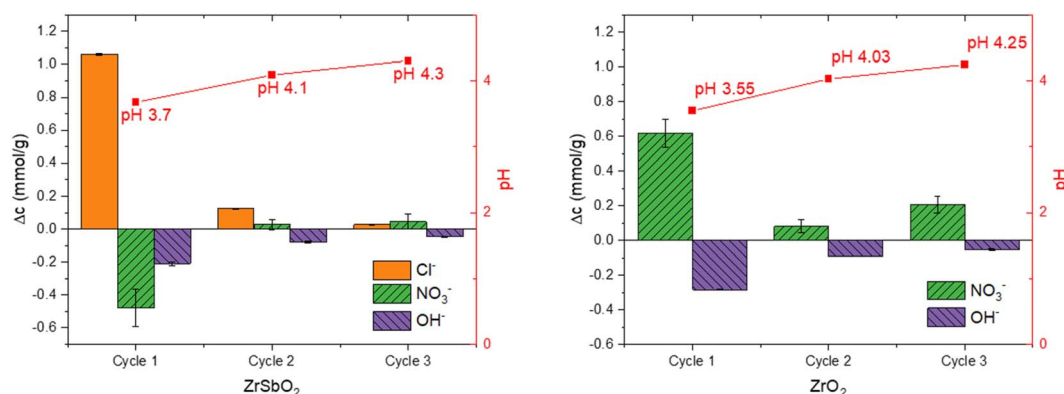 1.2
1.0
0.8
0.6
0.4
0.2
0.0
-0.2
-0.4
-0.6
Δc (mmol/g)
pH 3.7
pH 4.1
pH 4.3
Cl⁻
NO₃⁻
OH⁻
4
2
0
pH
Cycle 1 Cycle 2 Cycle 3
ZrSbO₂
1.2
1.0
0.8
0.6
0.4
0.2
0.0
-0.2
-0.4
-0.6
Δc (mmol/g)
pH 3.55
pH 4.03
pH 4.25
NO₃⁻
OH⁻
4
2
0
pH
Cycle 1 Cycle 2 Cycle 3
ZrO₂